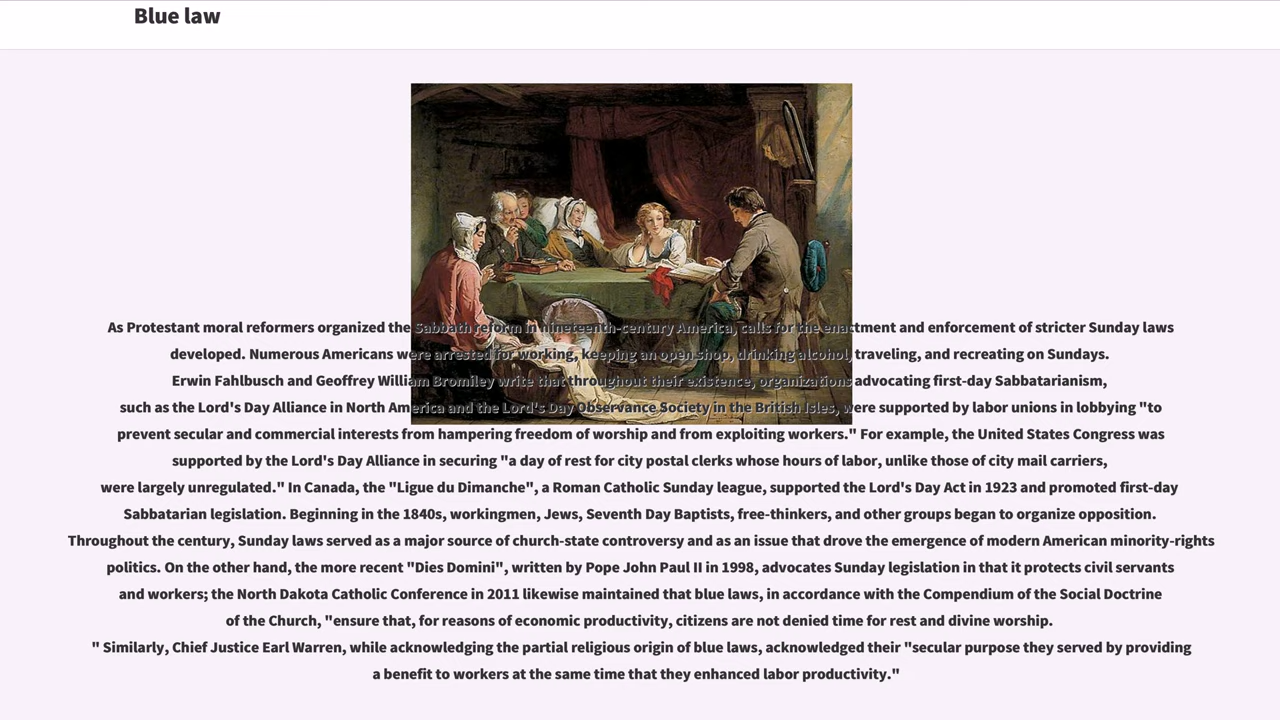 Blue law
As Protestant moral reformers organized the Sabbath reform in nineteenth-century America, calls for the enactment and enforcement of stricter Sunday laws
developed. Numerous Americans were arrested for working, keeping an open shop, drinking alcohol, traveling, and recreating on Sundays.
Erwin Fahlbusch and Geoffrey William Bromiley write that throughout their existence, organizations advocating first-day Sabbatarianism,
such as the Lord's Day Alliance in North America and the Lord's Day Observance Society in the British Isles, were supported by labor unions in lobbying "to
prevent secular and commercial interests from hampering freedom of worship and from exploiting workers." For example, the United States Congress was
supported by the Lord's Day Alliance in securing "a day of rest for city postal clerks whose hours of labor, unlike those of city mail carriers,
were largely unregulated." In Canada, the "Ligue du Dimanche", a Roman Catholic Sunday league, supported the Lord's Day Act in 1923 and promoted first-day
Sabbatarian legislation. Beginning in the 1840s, workingmen, Jews, Seventh Day Baptists, free-thinkers, and other groups began to organize opposition.
Throughout the century, Sunday laws served as a major source of church-state controversy and as an issue that drove the emergence of modern American minority-rights
politics. On the other hand, the more recent "Dies Domini", written by Pope John Paul II in 1998, advocates Sunday legislation in that it protects civil servants
and workers; the North Dakota Catholic Conference in 2011 likewise maintained that blue laws, in accordance with the Compendium of the Social Doctrine
of the Church, "ensure that, for reasons of economic productivity, citizens are not denied time for rest and divine worship.
" Similarly, Chief Justice Earl Warren, while acknowledging the partial religious origin of blue laws, acknowledged their "secular purpose they served by providing
a benefit to workers at the same time that they enhanced labor productivity."